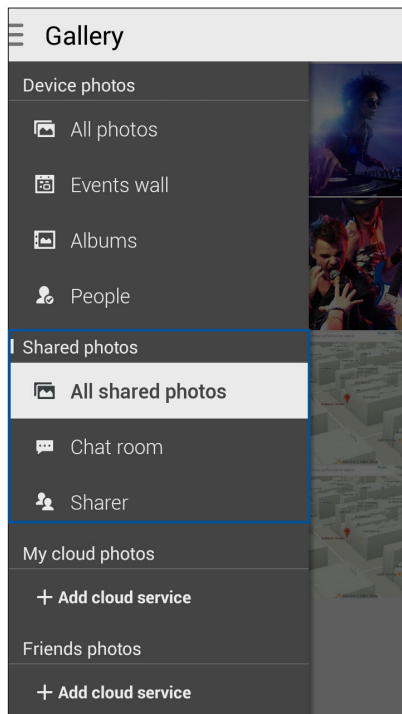 Gallery
Device photos
All photos
Events wall
Albums
People
Shared photos
All shared photos
Chat room
Sharer
My cloud photos
+ Add cloud service
Friends photos
+ Add cloud service